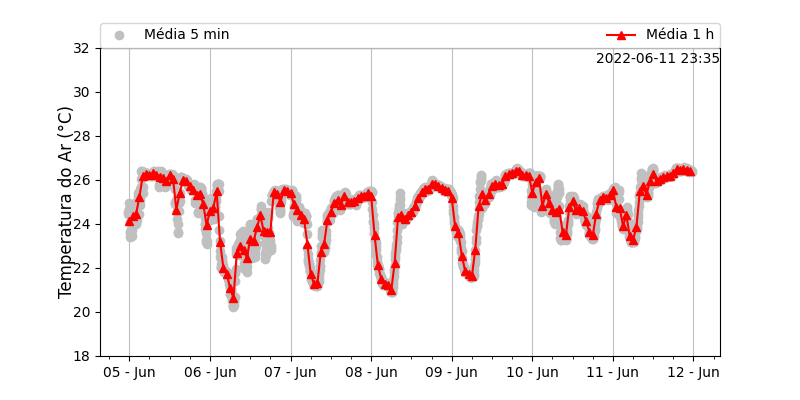 Média 5 min
Média 1 h
2022-06-11 23:35
Temperatura do Ar (°C)
32
30
28
26
24
22
20
18
05 - Jun
06 - Jun
07 - Jun
08 - Jun
09 - Jun
10 - Jun
11 - Jun
12 - Jun